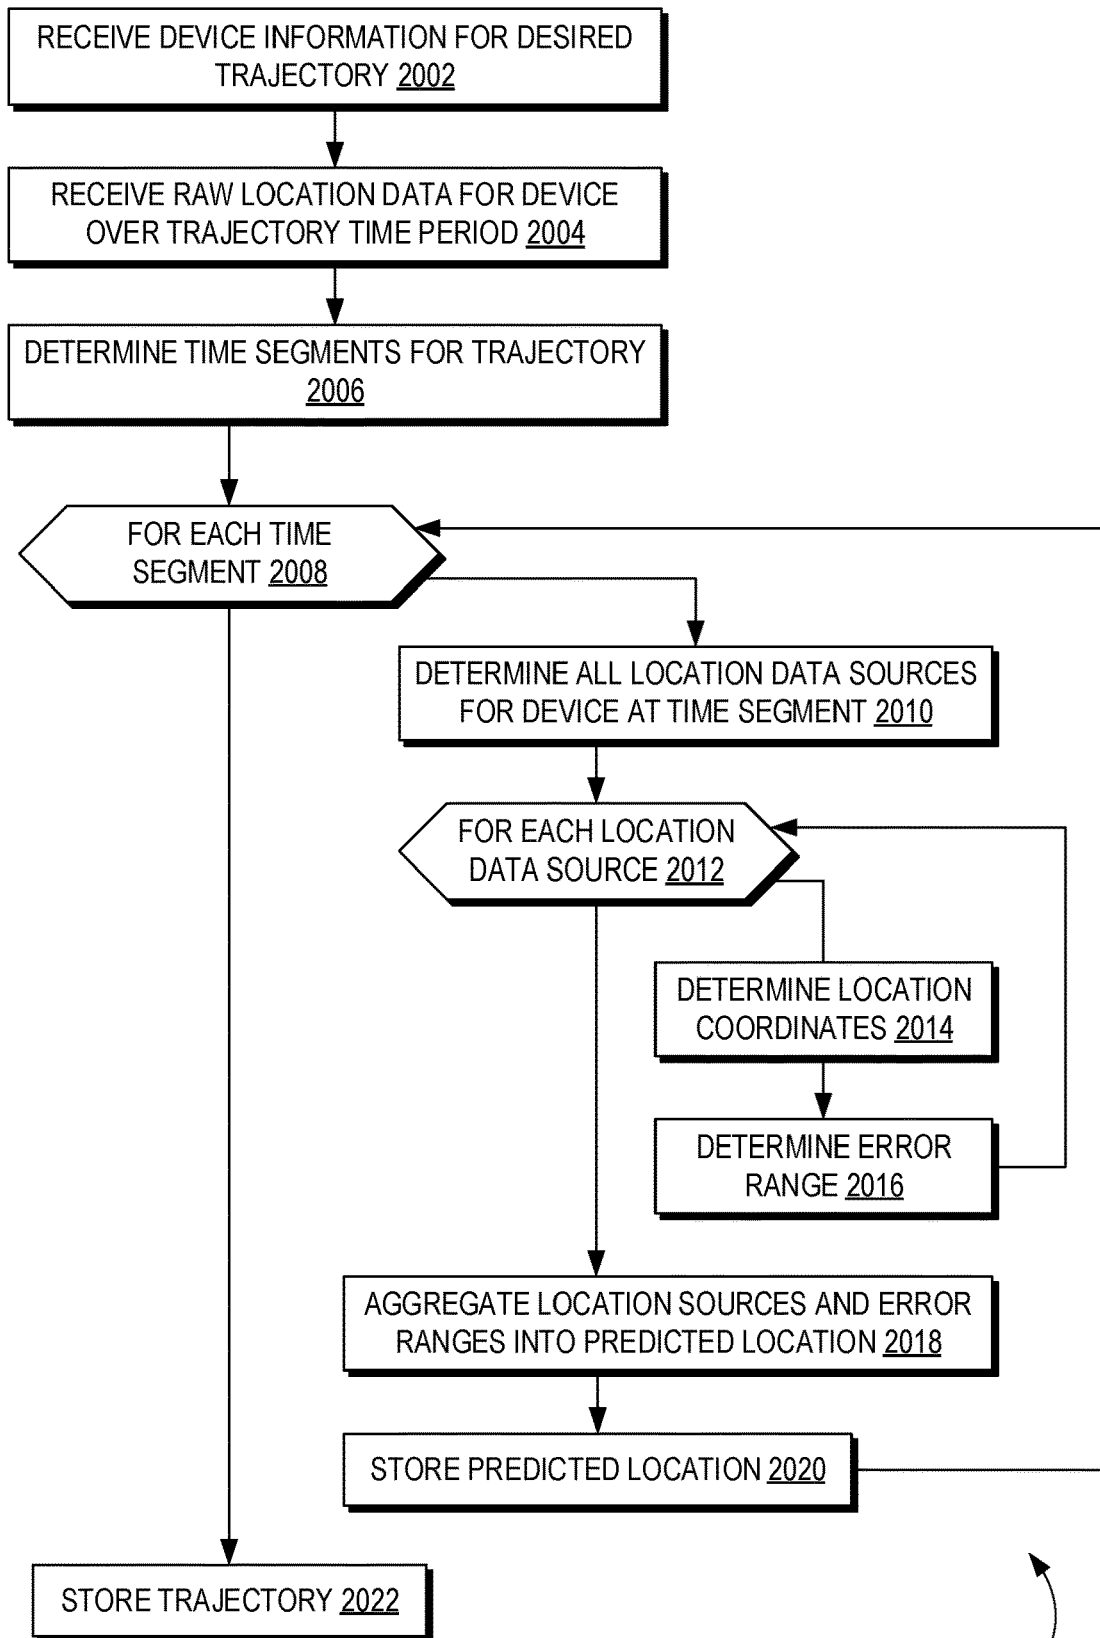 RECEIVE DEVICE INFORMATION FOR DESIRED
TRAJECTORY 2002
RECEIVE RAW LOCATION DATA FOR DEVICE
OVER TRAJECTORY TIME PERIOD 2004
DETERMINE TIME SEGMENTS FOR TRAJECTORY
2006
FOR EACH TIME
SEGMENT 2008
DETERMINE ALL LOCATION DATA SOURCES
FOR DEVICE AT TIME SEGMENT 2010
FOR EACH LOCATION
DATA SOURCE 2012
DETERMINE LOCATION
COORDINATES 2014
DETERMINE ERROR
RANGE 2016
AGGREGATE LOCATION SOURCES AND ERROR
RANGES INTO PREDICTED LOCATION 2018
STORE PREDICTED LOCATION 2020
STORE TRAJECTORY 2022